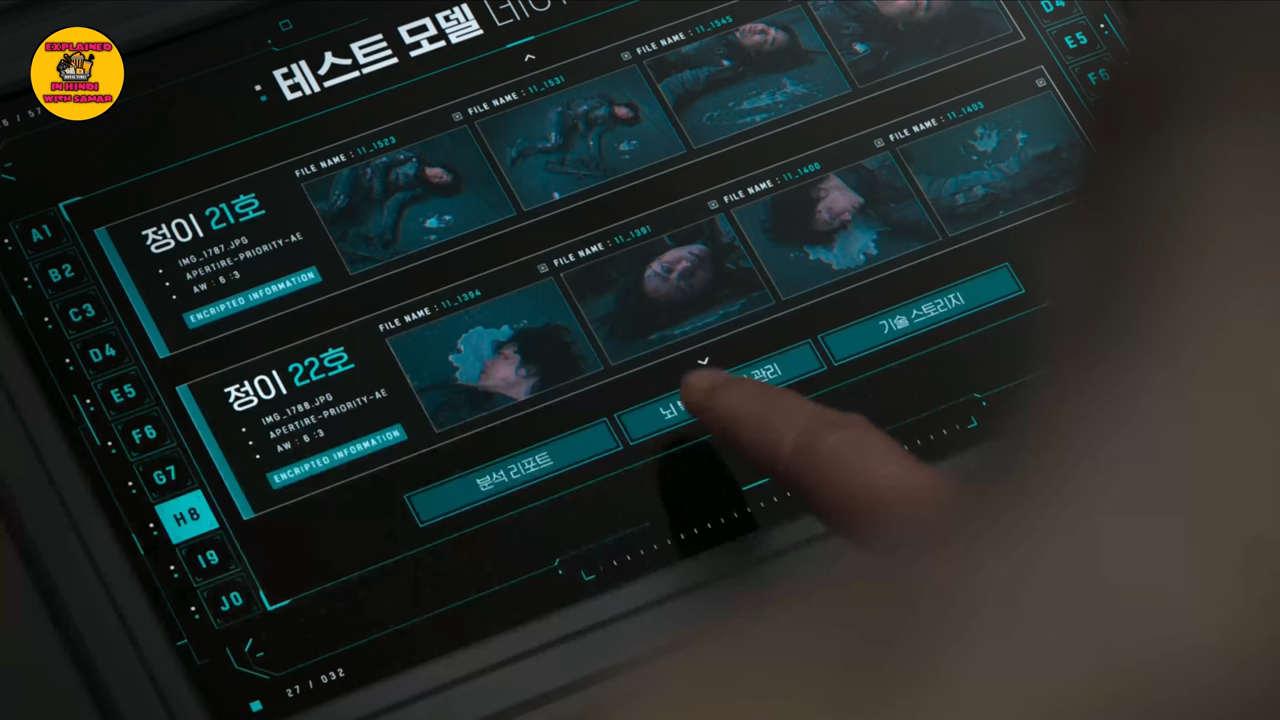 EXPLAINED
IN HINDI
WITH SAMAR
테스트 모델
FILE NAME : 11_1523
FILE NAME : 11_1531
FILE NAME : 11_1545
정이 21호
IMG_1787.JPG
APERTIRE-PRIORITY-AE
AW : 6 :3
ENCRIPTED INFORMATION
FILE NAME : 11_1394
FILE NAME : 11_1391
FILE NAME : 11_1400
FILE NAME : 11_1403
정이 22호
IMG_1788.JPG
APERTIRE-PRIORITY-AE
AW : 6 :3
ENCRIPTED INFORMATION
분석 리포트
뇌
관리
기술 스토리지
A1
B2
C3
D4
E5
F6
G7
H8
I9
J0
D4
E5
F6
27 / 032